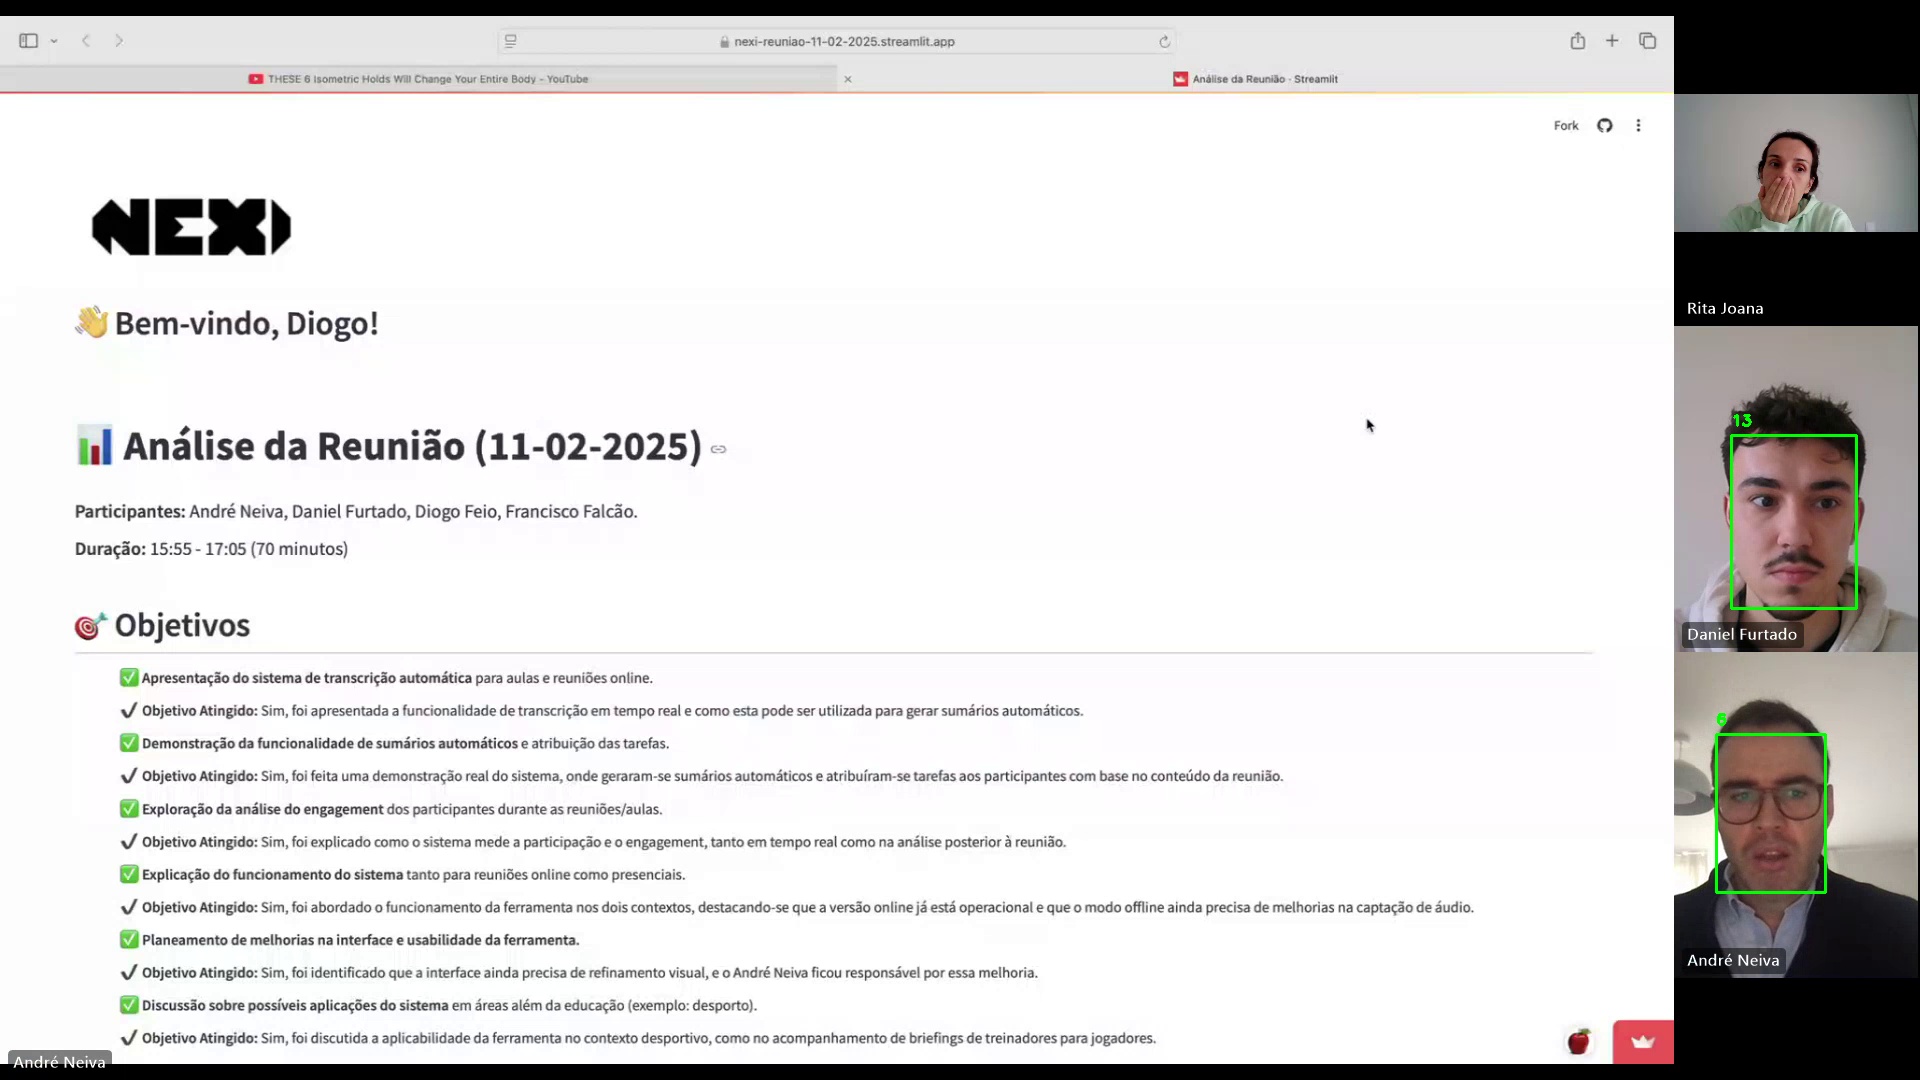 nexi-reuniao-11-02-2025.streamlit.app
THESE 6 Isometric Holds Will Change Your Entire Body - YouTube
Análise da Reunião · Streamlit
Fork
NEXI
👋 Bem-vindo, Diogo!
📊 Análise da Reunião (11-02-2025)
Participantes: André Neiva, Daniel Furtado, Diogo Feio, Francisco Falcão.
Duração: 15:55 - 17:05 (70 minutos)
🎯 Objetivos
✅ Apresentação do sistema de transcrição automática para aulas e reuniões online.
✔ Objetivo Atingido: Sim, foi apresentada a funcionalidade de transcrição em tempo real e como esta pode ser utilizada para gerar sumários automáticos.
✅ Demonstração da funcionalidade de sumários automáticos e atribuição das tarefas.
✔ Objetivo Atingido: Sim, foi feita uma demonstração real do sistema, onde geraram-se sumários automáticos e atribuíram-se tarefas aos participantes com base no conteúdo da reunião.
✅ Exploração da análise do engagement dos participantes durante as reuniões/aulas.
✔ Objetivo Atingido: Sim, foi explicado como o sistema mede a participação e o engagement, tanto em tempo real como na análise posterior à reunião.
✅ Explicação do funcionamento do sistema tanto para reuniões online como presenciais.
✔ Objetivo Atingido: Sim, foi abordado o funcionamento da ferramenta nos dois contextos, destacando-se que a versão online já está operacional e que o modo offline ainda precisa de melhorias na captação de áudio.
✅ Planeamento de melhorias na interface e usabilidade da ferramenta.
✔ Objetivo Atingido: Sim, foi identificado que a interface ainda precisa de refinamento visual, e o André Neiva ficou responsável por essa melhoria.
✅ Discussão sobre possíveis aplicações do sistema em áreas além da educação (exemplo: desporto).
✔ Objetivo Atingido: Sim, foi discutida a aplicabilidade da ferramenta no contexto desportivo, como no acompanhamento de briefings de treinadores para jogadores.
André Neiva
Rita Joana
13
Daniel Furtado
6
André Neiva